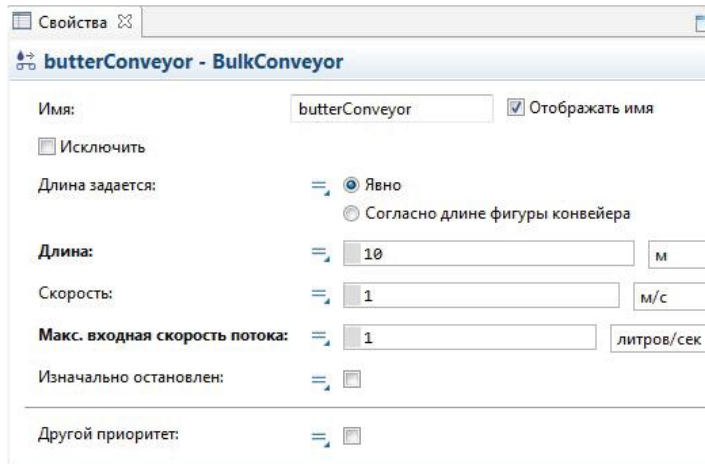 Свойства
butterConveyor - BulkConveyor
Имя: butterConveyor Отображать имя
Исключить
Длина задается: Явно
Согласно длине фигуры конвейера
Длина: 10 м
Скорость: 1 м/с
Макс. входная скорость потока: 1 литров/сек
Изначально остановлен:
Другой приоритет: